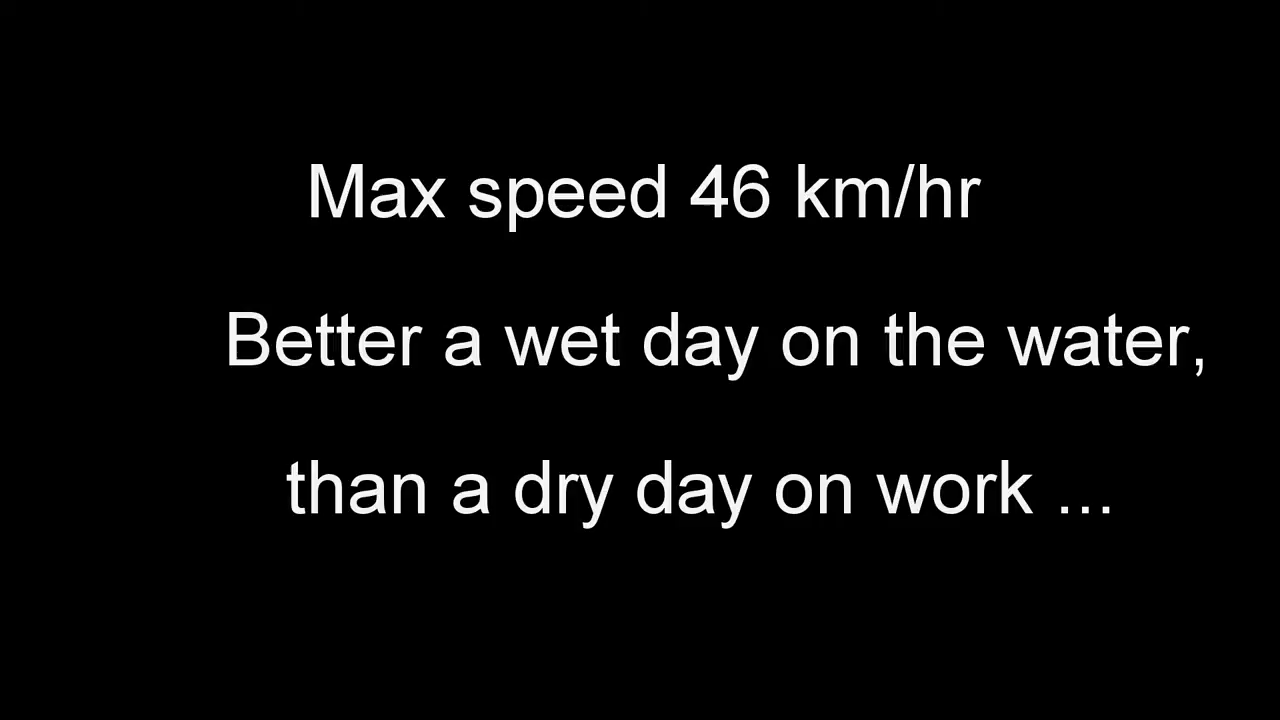 Max speed 46 km/hr
Better a wet day on the water,
than a dry day on work ...